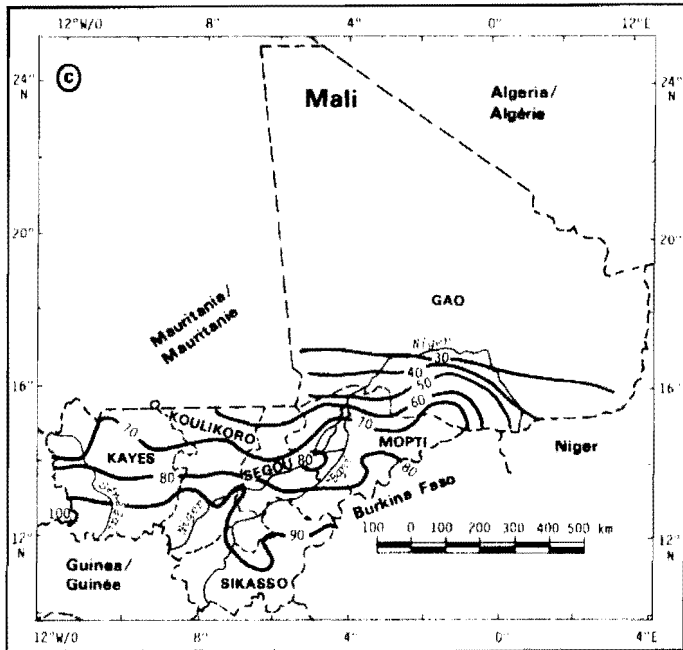 12°W/O 8° 4° 0° 12°E
24° N
24° N
C
Mali
Algeria/
Algérie
20°
20°
GAO
Mauritania/
Mauritanie
Niger
30
40
50
60
70
16°
16°
70
KOULIKORO
KAYES
SEGOU
80
MOPTI
Niger
80
80
Burkina Faso
100
90
Niger
100 0 100 200 300 400 500 km
12° N
12° N
Guinea/
Guinée
SIKASSO
12°W/O 8° 4° 0° 4°E